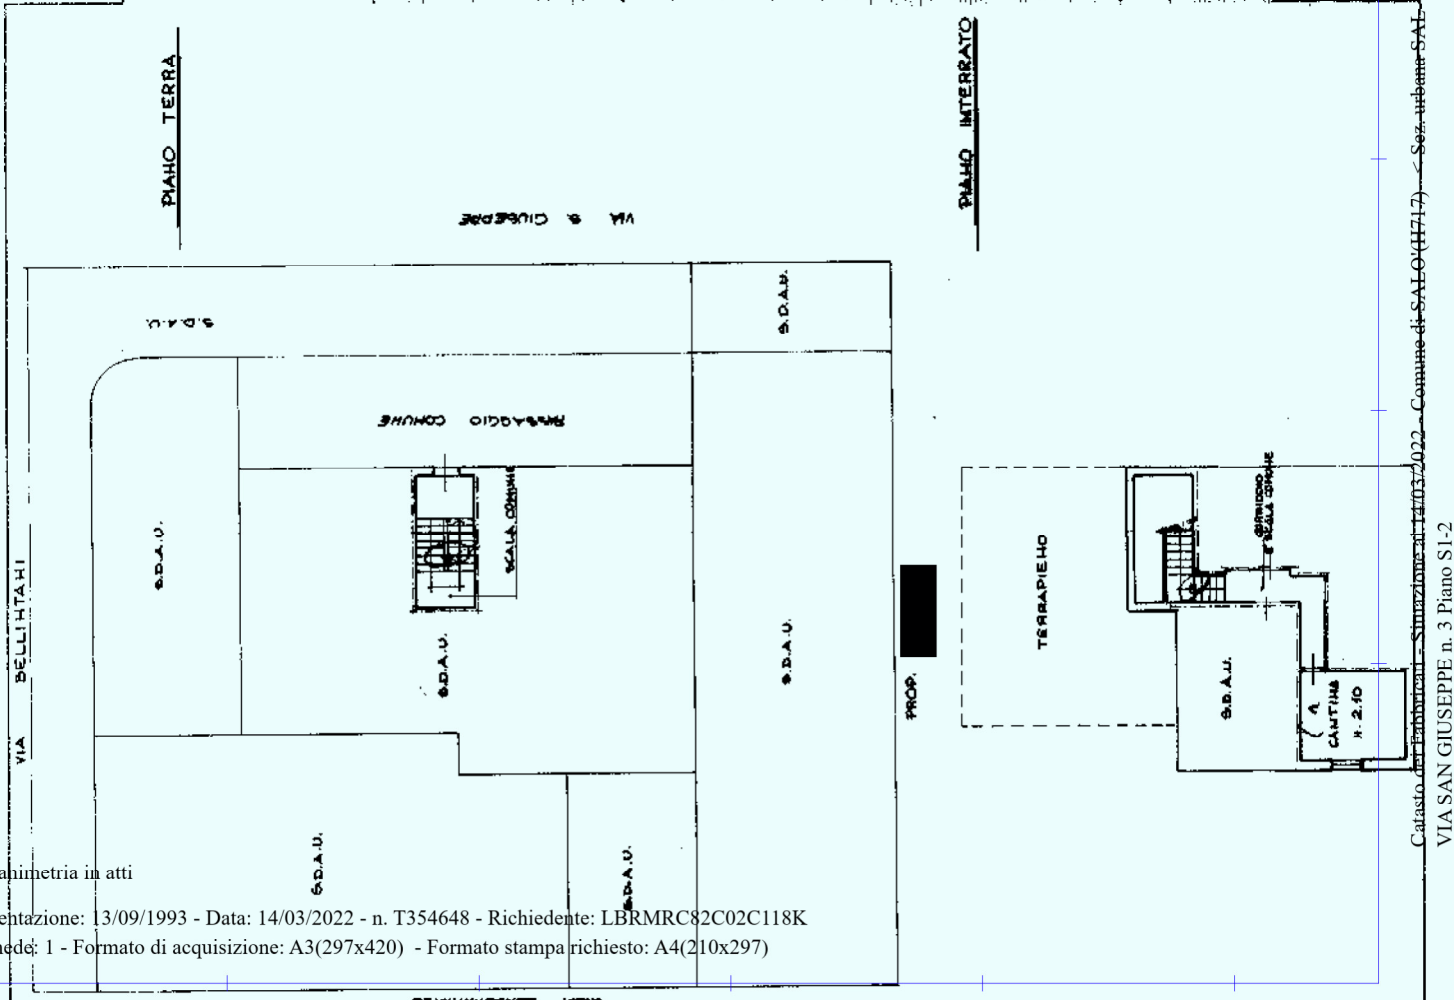 PIANO TERRA
PIANO INTERRATO
VIA S. GIUSEPPE
S.D.A.U.
S.D.A.U.
PASSAGGIO COMUNE
SCALA COMUNE
S.D.A.U.
S.D.A.U.
S.D.A.U.
VIA BELLINTANI
PROP.
TERRAPIENO
CORRIDOIO
E SCALA COMUNE
S.D.A.U.
CANTINA
H. 2.10
S.D.A.U.
S.D.A.U.
animetria in atti
entazione: 13/09/1993 - Data: 14/03/2022 - n. T354648 - Richiedente: LBRMRC82C02C118K
hede: 1 - Formato di acquisizione: A3(297x420) - Formato stampa richiesto: A4(210x297)
Catasto dei Fabbricati - Situazione al 14/03/2022 - Comune di SALO'(H717) - < Sez. urbana SAL
VIA SAN GIUSEPPE n. 3 Piano S1-2